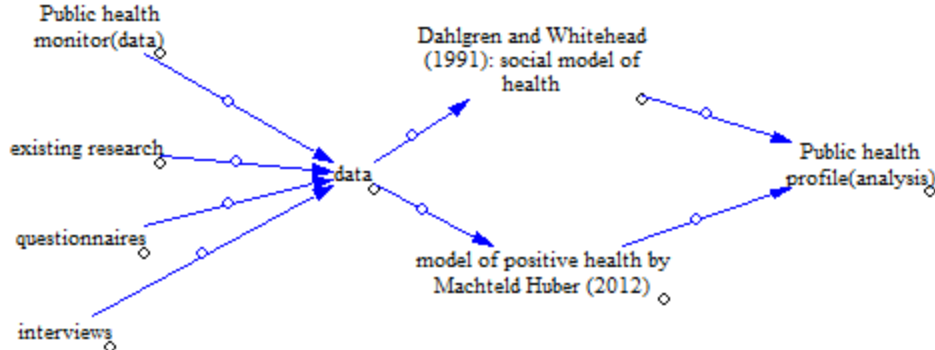 Public health
monitor(data)
existing research
questionnaires
interviews
data
Dahlgren and Whitehead
(1991): social model of
health
model of positive health by
Machteld Huber (2012)
Public health
profile(analysis)